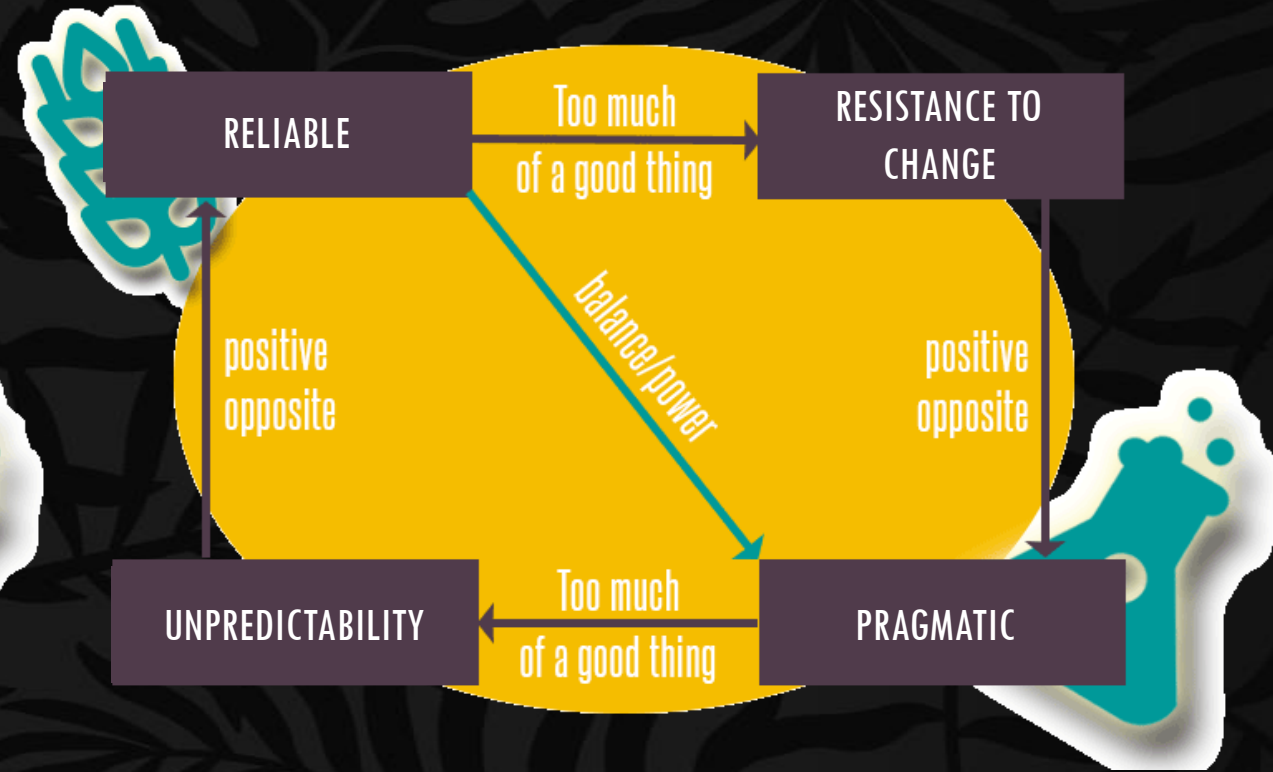 RELIABLE
Too much
of a good thing
RESISTANCE TO
CHANGE
positive
opposite
balance/power
positive
opposite
UNPREDICTABILITY
Too much
of a good thing
PRAGMATIC